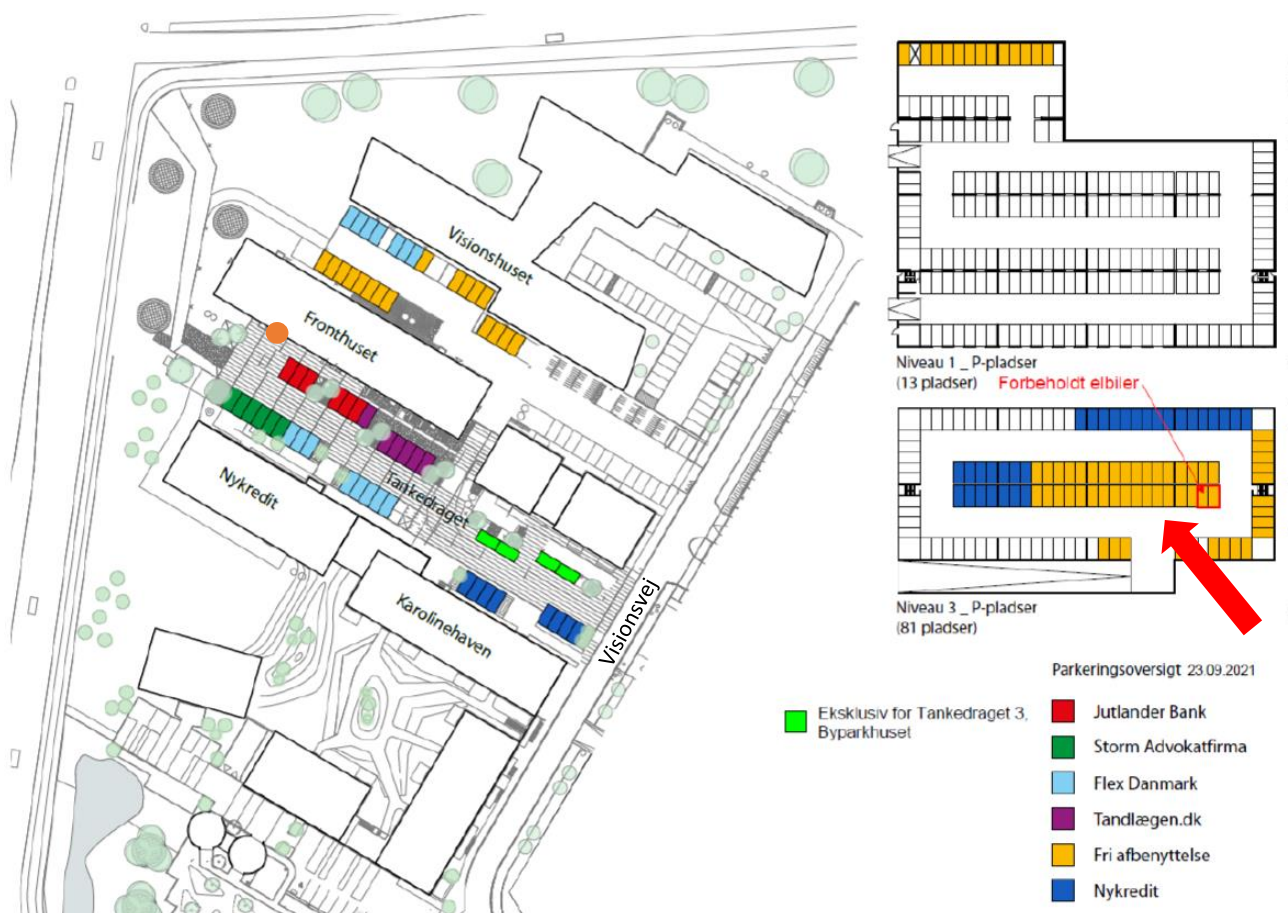 Visionshuset
Fronthuset
Nykredit
Tankedraget
Karolinehaven
Visionsvej
Niveau 1 _ P-pladser
(13 pladser)
Forbeholdt elbiler
Niveau 3 _ P-pladser
(81 pladser)
Parkeringsoversigt 23.09.2021
Eksklusiv for Tankedraget 3,
Byparkhuset
Jutlander Bank
Storm Advokatfirma
Flex Danmark
Tandlægen.dk
Fri afbenyttelse
Nykredit